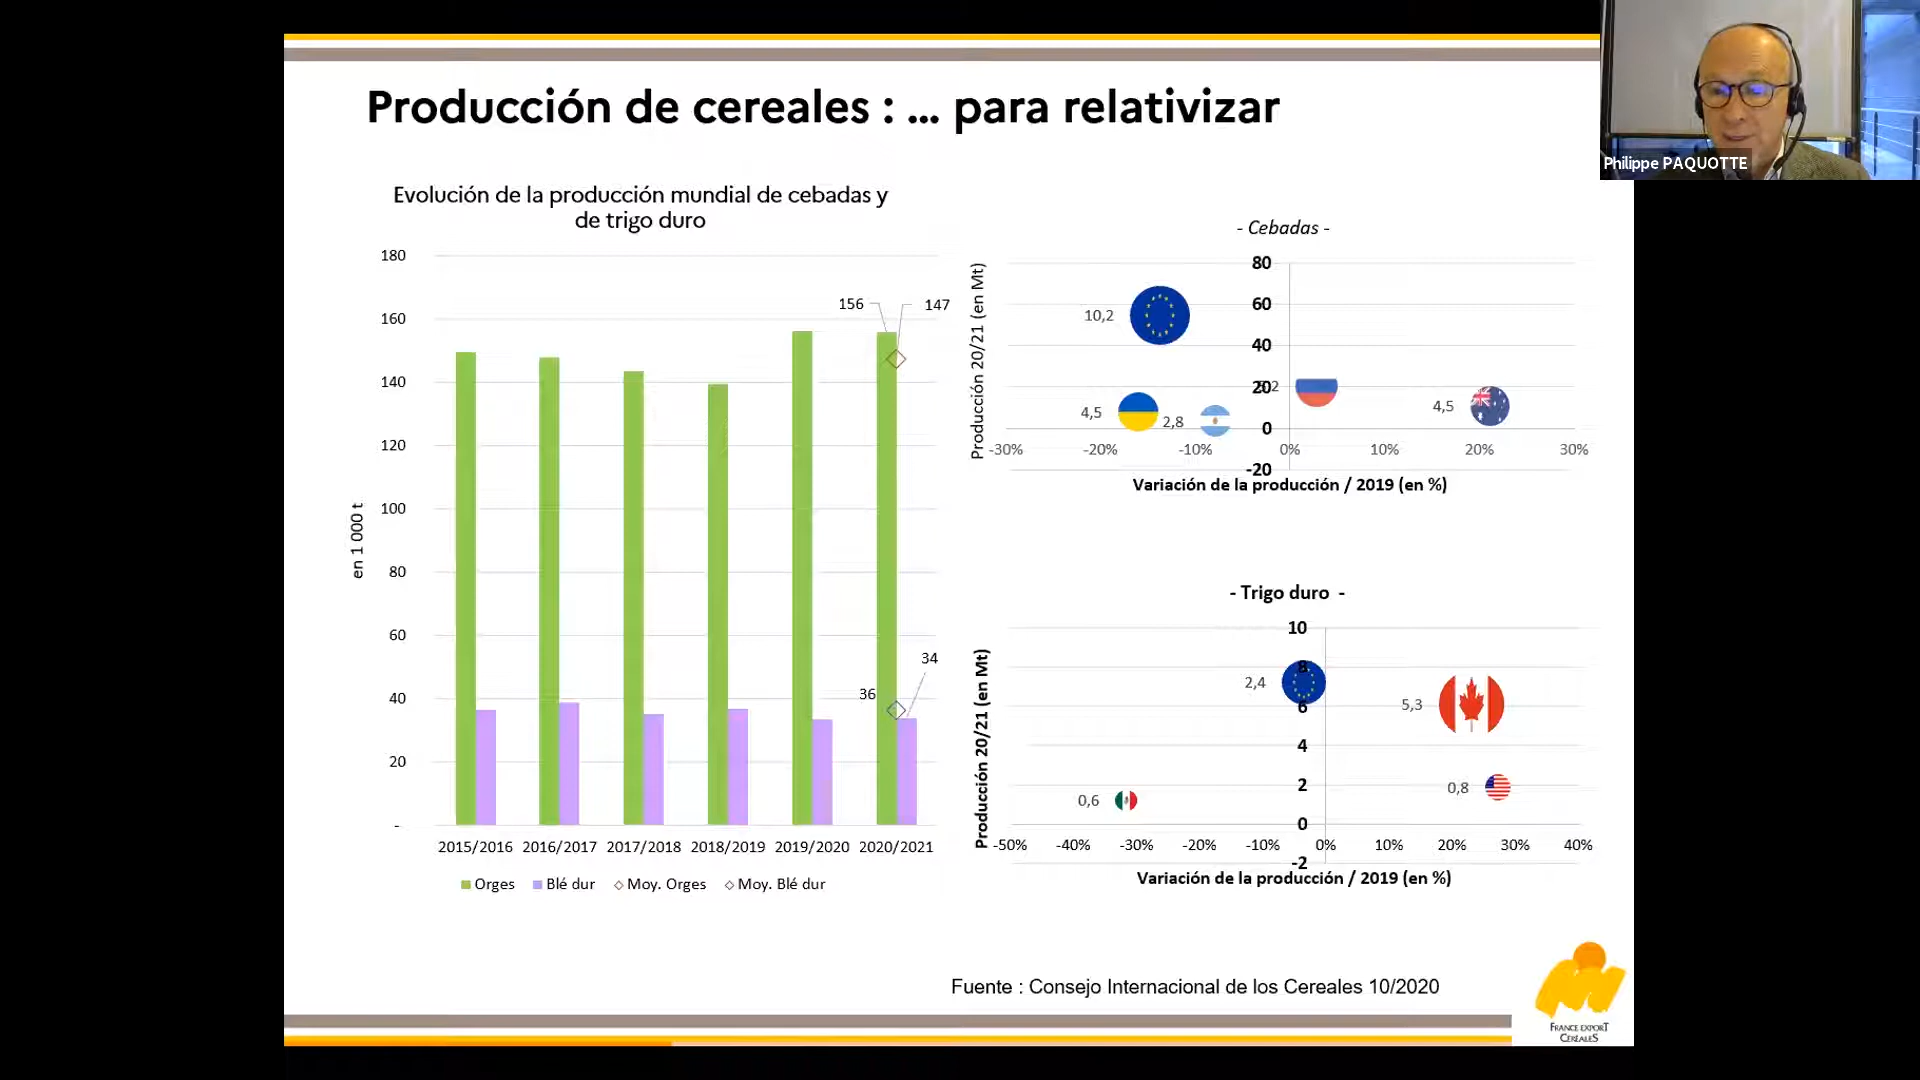 Producción de cereales : ... para relativizar
Philippe PAQUOTTE
Evolución de la producción mundial de cebadas y
de trigo duro
en 1 000 t
180
160
140
120
100
80
60
40
20
-
156
147
36
34
2015/2016 2016/2017 2017/2018 2018/2019 2019/2020 2020/2021
Orges Blé dur Moy. Orges Moy. Blé dur
- Cebadas -
Producción 20/21 (en Mt)
80
60
40
20
0
-20
10,2
4,5
2,8
4,5
-30% -20% -10% 0% 10% 20% 30%
Variación de la producción / 2019 (en %)
- Trigo duro -
Producción 20/21 (en Mt)
10
8
6
4
2
0
-2
2,4
5,3
0,6
0,8
-50% -40% -30% -20% -10% 0% 10% 20% 30% 40%
Variación de la producción / 2019 (en %)
Fuente : Consejo Internacional de los Cereales 10/2020
FRANCE EXPORT
CÉRÉALES